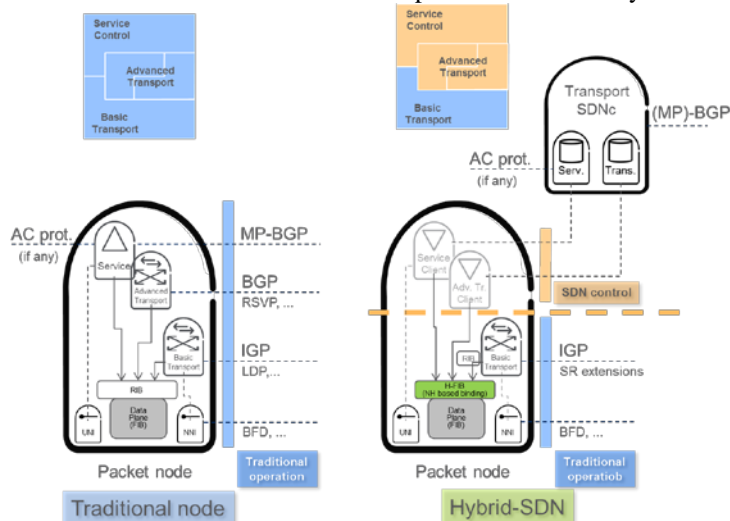 Service
Control
Advanced
Transport
Basic
Transport
Service
Control
Advanced
Transport
Basic
Transport
Transport
SDNc
(MP)-BGP
AC prot.
(if any)
Serv.
Trans.
AC prot.
(if any)
MP-BGP
Service
Advanced
Transport
BGP
RSVP, ...
IGP
LDP,...
Basic
Transport
RIB
Data
Plane
(FIB)
UNI
NNI
BFD, ...
Packet node
Traditional
operation
Traditional node
Service
Client
Adv. Tr.
Client
SDN control
RIB
Basic
Transport
IGP
SR extensions
H-FIB
(NH based binding)
Data
Plane
(FIB)
UNI
NNI
BFD, ...
Packet node
Traditional
operatiob
Hybrid-SDN